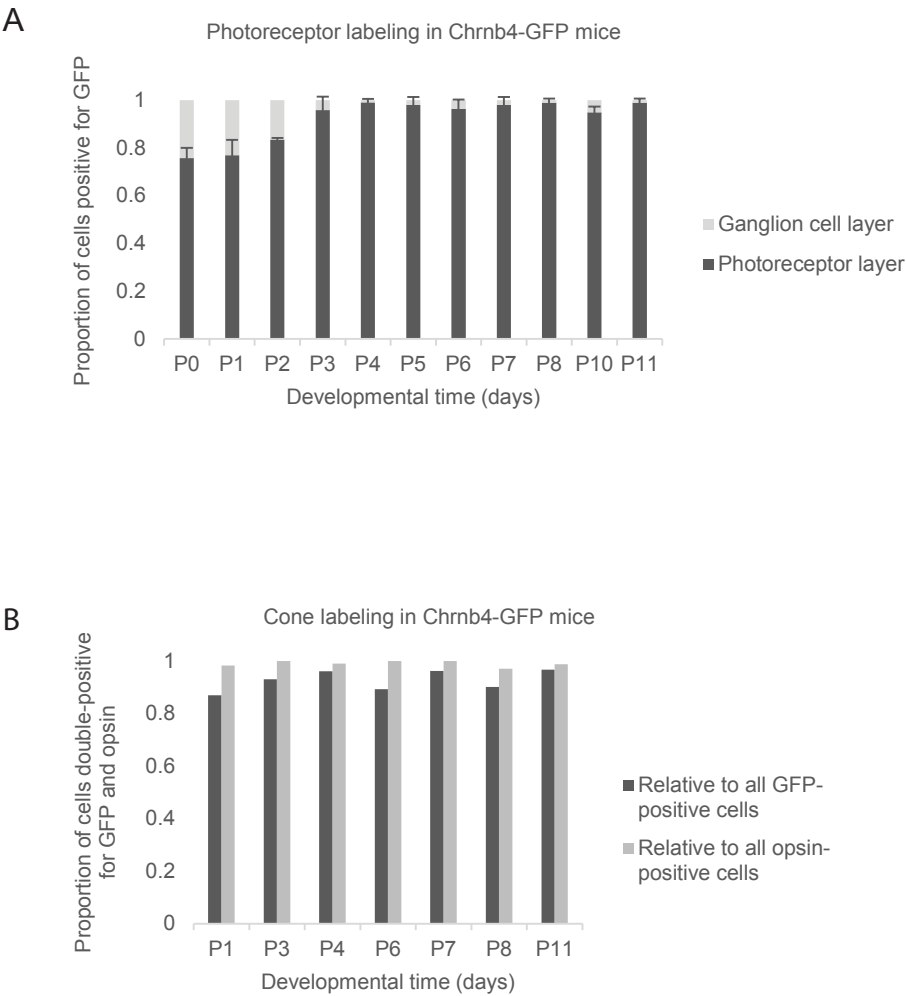 A
Photoreceptor labeling in Chrnb4-GFP mice
Proportion of cells positive for GFP
1
0.8
0.6
0.4
0.2
0
P0 P1 P2 P3 P4 P5 P6 P7 P8 P10 P11
Developmental time (days)
Ganglion cell layer
Photoreceptor layer
B
Cone labeling in Chrnb4-GFP mice
Proportion of cells double-positive
for GFP and opsin
1
0.8
0.6
0.4
0.2
0
P1 P3 P4 P6 P7 P8 P11
Developmental time (days)
Relative to all GFP-
positive cells
Relative to all opsin-
positive cells